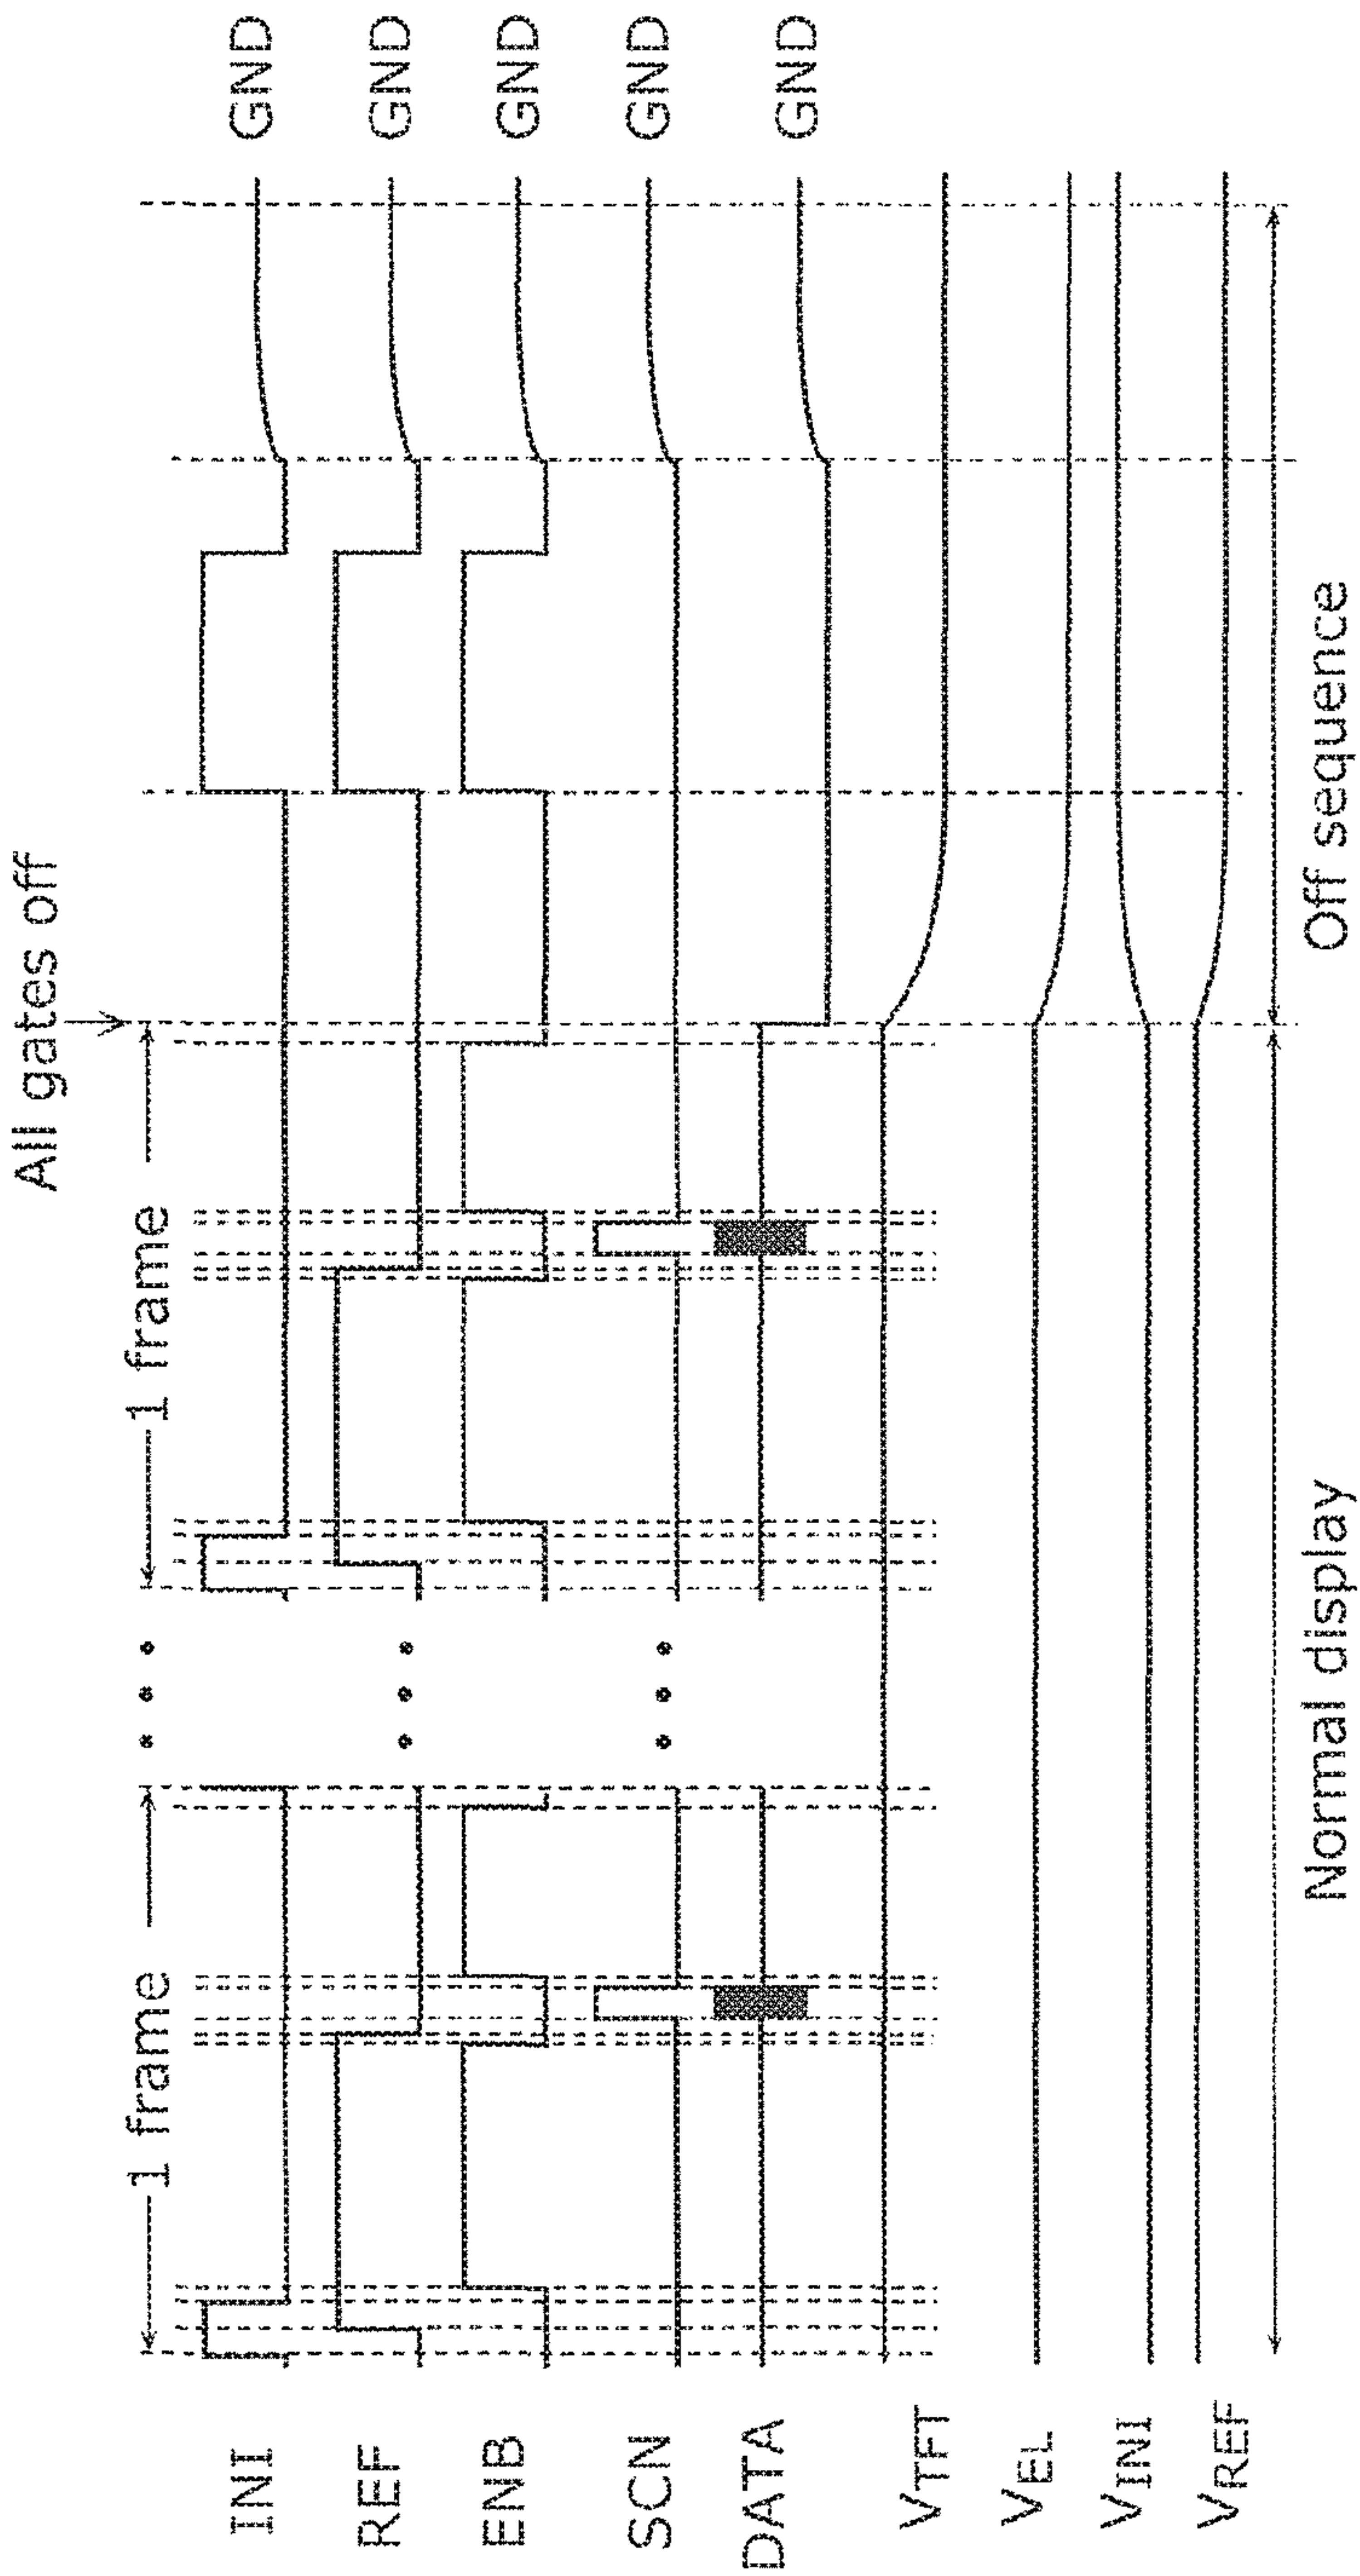 All gates off
1 frame
1 frame
INI
GND
REF
GND
ENB
GND
SCN
GND
DATA
GND
VTFT
VEL
VINI
VREF
Normal display
Off sequence